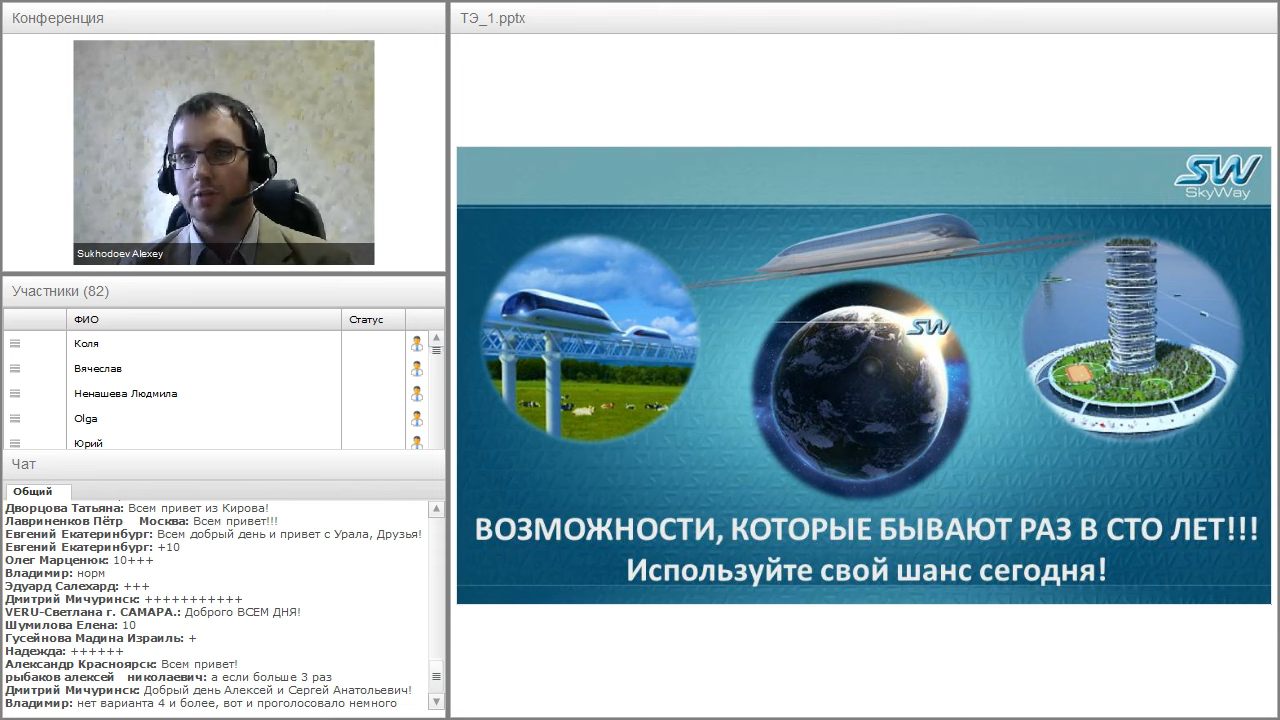 Конференция
Sukhodoev Alexey
Участники (82)
ФИО
Статус
Коля
Вячеслав
Ненашева Людмила
Olga
Юрий
Чат
Общий
Дворцова Татьяна: Всем привет из Кирова!
Лавриненков Пётр Москва: Всем привет!!!
Евгений Екатеринбург: Всем добрый день и привет с Урала, Друзья!
Евгений Екатеринбург: +10
Олег Марценюк: 10+++
Владимир: норм
Эдуард Салехард: +++
Дмитрий Мичуринск: +++++++++++
VERU-Светлана г. САМАРА.: Доброго ВСЕМ ДНЯ!
Шумилова Елена: 10
Гусейнова Мадина Израиль: +
Надежда: ++++++
Александр Красноярск: Всем привет!
рыбаков алексей николаевич: а если больше 3 раз
Дмитрий Мичуринск: Добрый день Алексей и Сергей Анатольевич!
Владимир: нет варианта 4 и более, вот и проголосовало немного
ТЭ_1.pptx
SW
SkyWay
SW
ВОЗМОЖНОСТИ, КОТОРЫЕ БЫВАЮТ РАЗ В СТО ЛЕТ!!!
Используйте свой шанс сегодня!